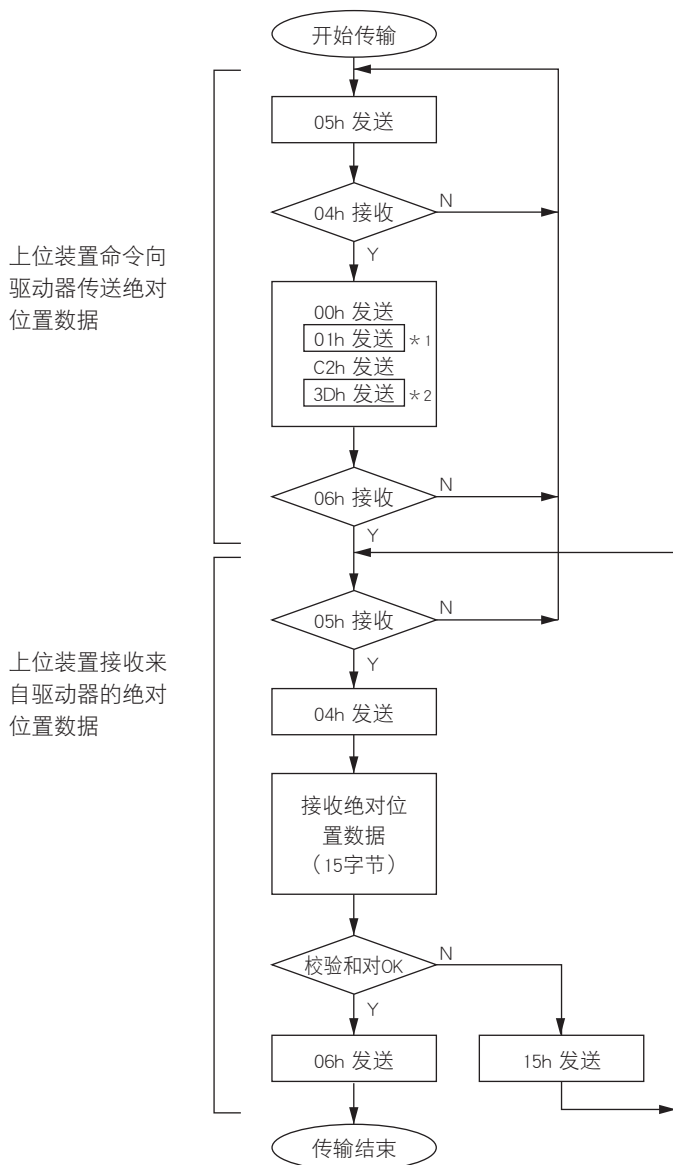 开始传输
05h 发送
04h 接收
N
Y
上位装置命令向
驱动器传送绝对
位置数据
00h 发送
01h 发送 *1
C2h 发送
3Dh 发送 *2
06h 接收
N
Y
05h 接收
N
Y
上位装置接收来
自驱动器的绝对
位置数据
04h 发送
接收绝对位
置数据
（15字节）
校验和对OK
N
Y
06h 发送
15h 发送
传输结束